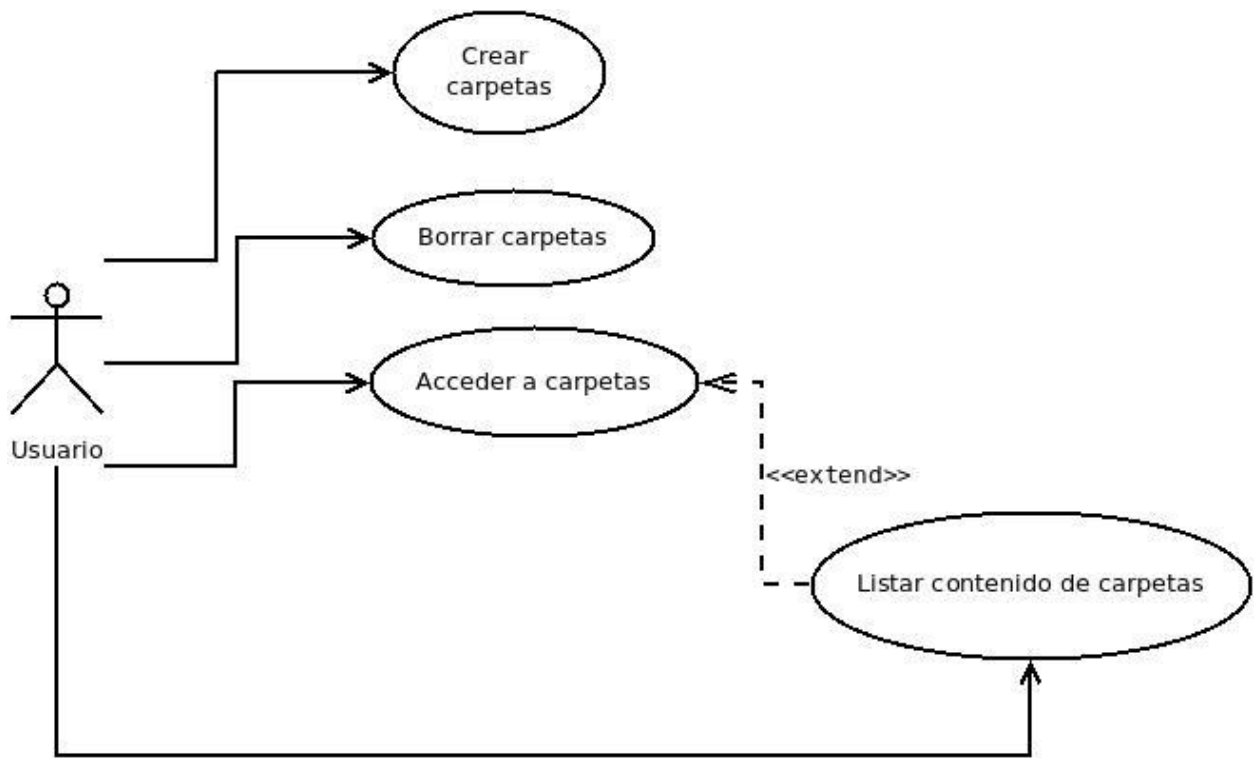 Crear
carpetas
Borrar carpetas
Acceder a carpetas
Usuario
<<extend>>
Listar contenido de carpetas